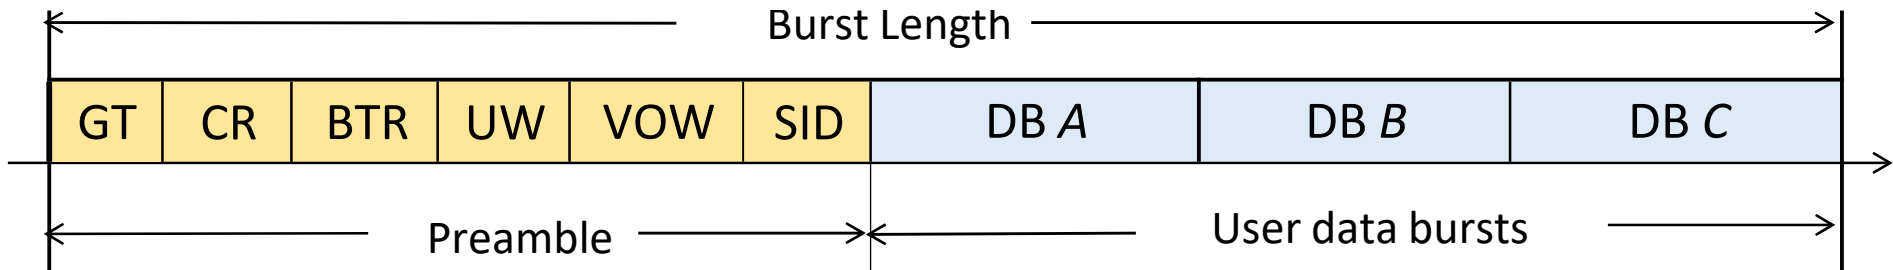 Burst Length
GT CR BTR UW VOW SID DB A DB B DB C
Preamble User data bursts